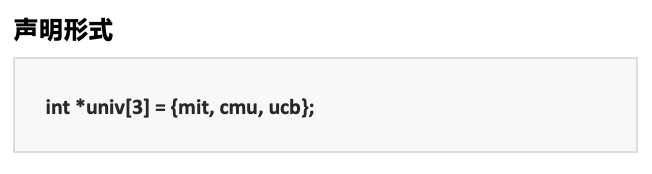 声明形式
int *univ[3] = {mit, cmu, ucb};